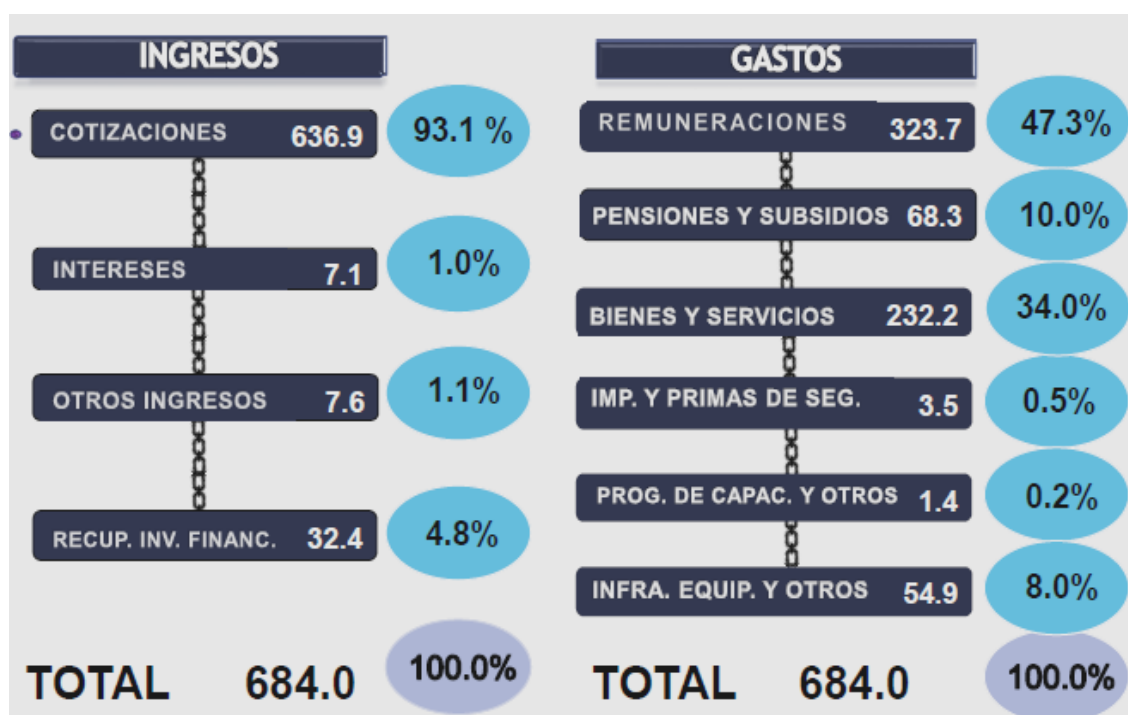 INGRESOS
COTIZACIONES 636.9 93.1 %
INTERESES 7.1 1.0%
OTROS INGRESOS 7.6 1.1%
RECUP. INV. FINANC. 32.4 4.8%
TOTAL 684.0 100.0%
GASTOS
REMUNERACIONES 323.7 47.3%
PENSIONES Y SUBSIDIOS 68.3 10.0%
BIENES Y SERVICIOS 232.2 34.0%
IMP. Y PRIMAS DE SEG. 3.5 0.5%
PROG. DE CAPAC. Y OTROS 1.4 0.2%
INFRA. EQUIP. Y OTROS 54.9 8.0%
TOTAL 684.0 100.0%